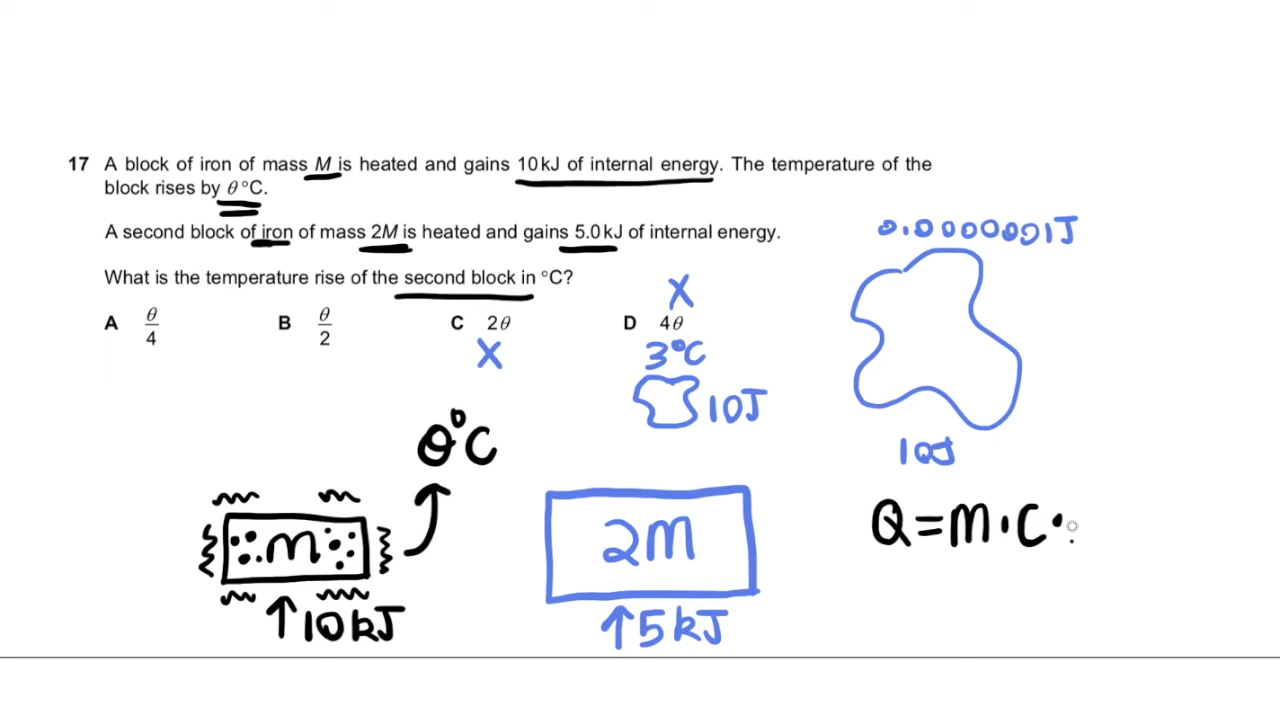 17 A block of iron of mass M is heated and gains 10 kJ of internal energy. The temperature of the
block rises by θ °C.
A second block of iron of mass 2M is heated and gains 5.0 kJ of internal energy.
What is the temperature rise of the second block in °C?
A θ/4 B θ/2 C 2θ D 4θ
X
X
0.0000001J
3°C
10J
10J
θ°C
M
↑10kJ
2M
↑5kJ
Q=m·c·